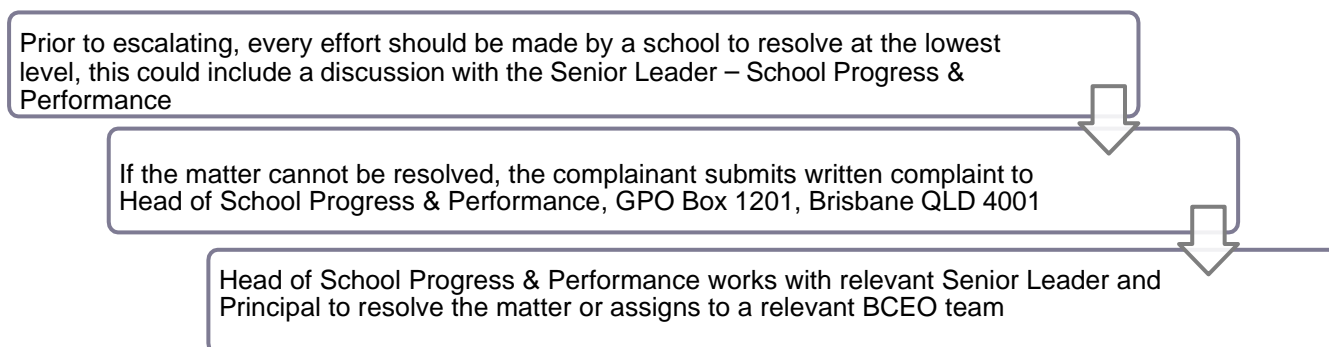 Prior to escalating, every effort should be made by a school to resolve at the lowest
level, this could include a discussion with the Senior Leader – School Progress &
Performance
If the matter cannot be resolved, the complainant submits written complaint to
Head of School Progress & Performance, GPO Box 1201, Brisbane QLD 4001
Head of School Progress & Performance works with relevant Senior Leader and
Principal to resolve the matter or assigns to a relevant BCEO team